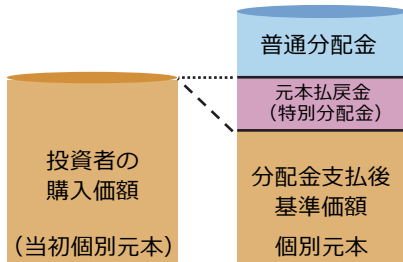 普通分配金
元本払戻金
（特別分配金）
投資者の
購入価額
（当初個別元本）
分配金支払後
基準価額
個別元本